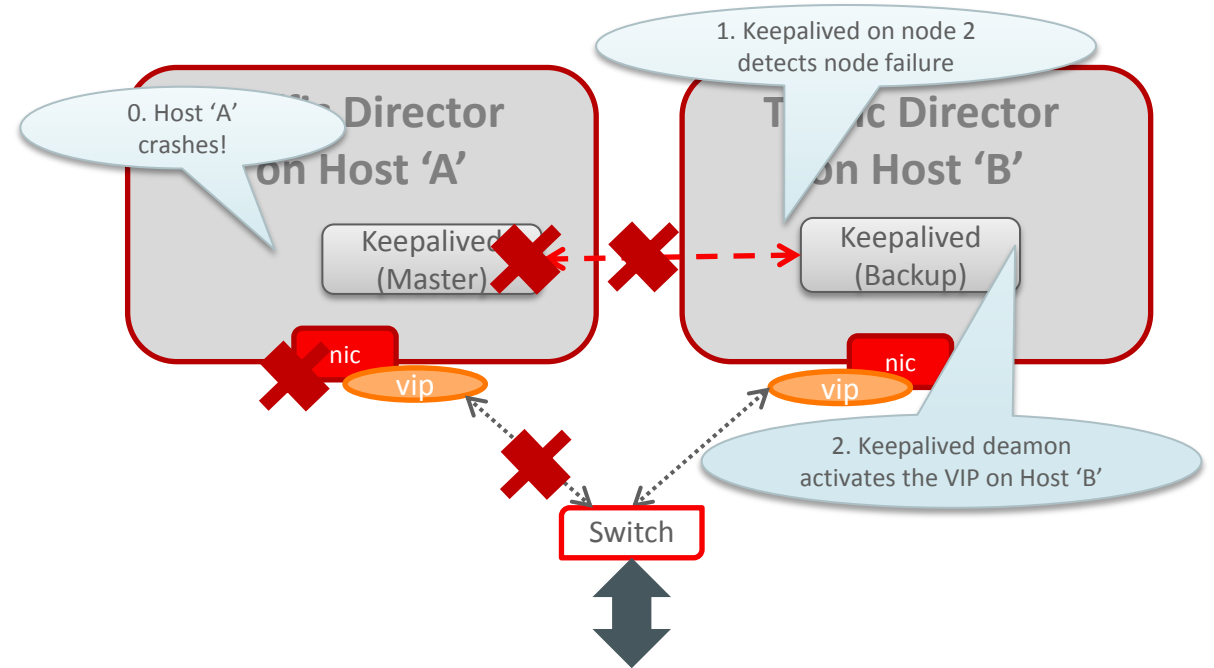 1. Keepalived on node 2
detects node failure
0. Host ‘A’
crashes!
Director
on Host ‘A’
Director
on Host ‘B’
Keepalived
(Master)
Keepalived
(Backup)
nic
vip
nic
vip
2. Keepalived deamon
activates the VIP on Host ‘B’
Switch